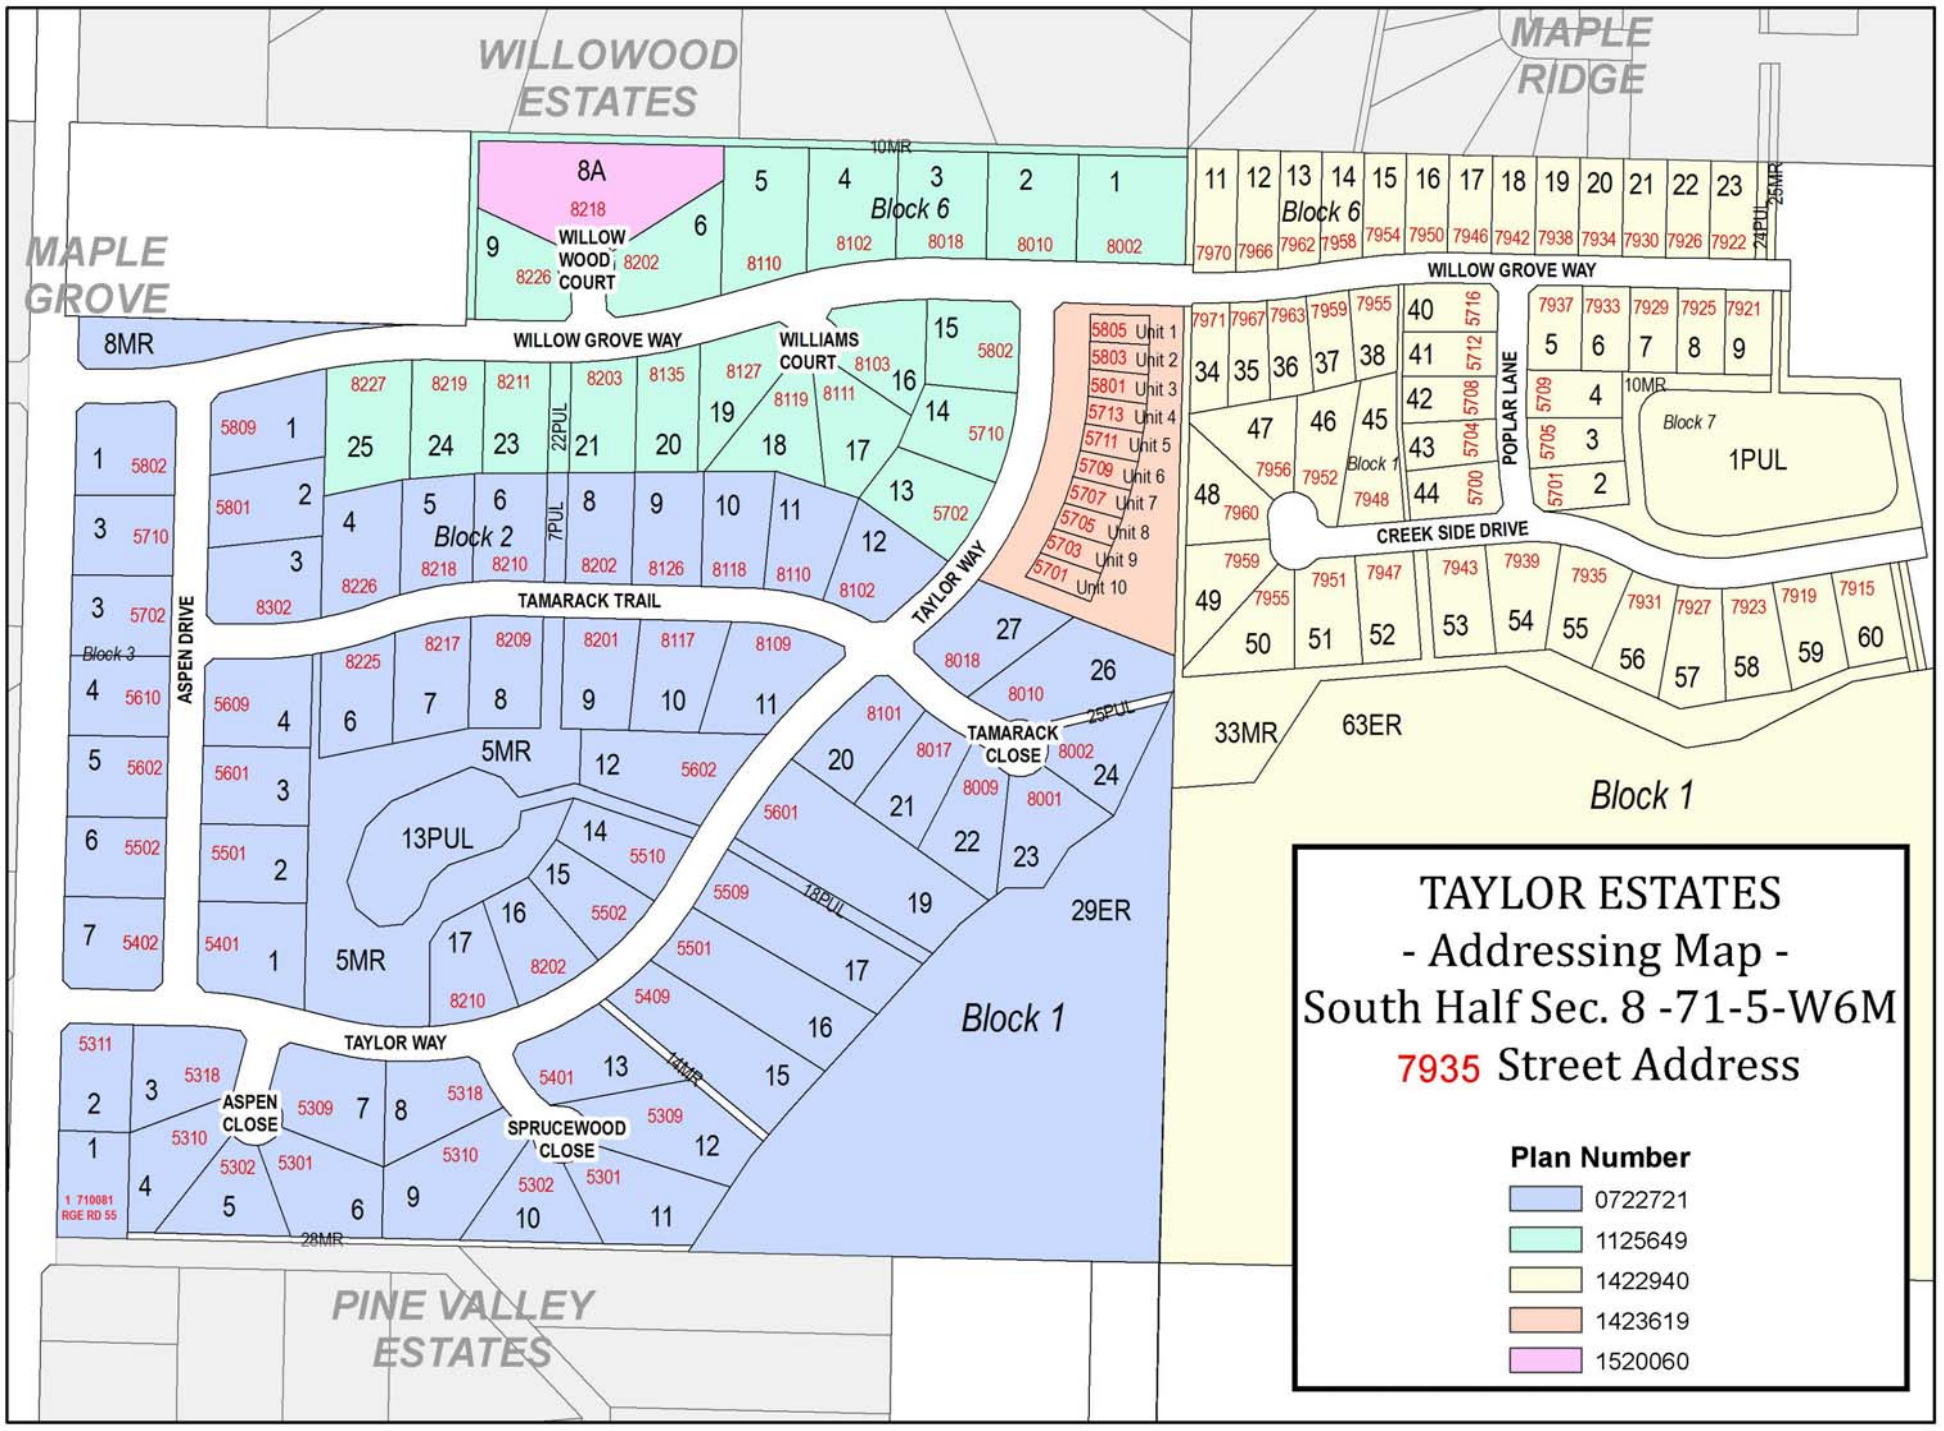 WILLOWOOD
ESTATES
MAPLE
RIDGE
MAPLE
GROVE
10MR
8A
8218
9
8226
WILLOW
WOOD
COURT
8202
6
5
8110
4
8102
3
8018
Block 6
2
8010
1
8002
11 12 13 14 15 16 17 18 19 20 21 22 23
Block 6
7970 7966 7962 7958 7954 7950 7946 7942 7938 7934 7930 7926 7922
24PUL
25MR
WILLOW GROVE WAY
8MR
WILLOW GROVE WAY
WILLIAMS
COURT
15
5802
8103
16
14
5710
13
5702
8227 8219 8211 8203 8135 8127 8119 8111
25 24 23 22PUL 21 20 19 18 17
5805 Unit 1
5803 Unit 2
5801 Unit 3
5713 Unit 4
5711 Unit 5
5709 Unit 6
5707 Unit 7
5705 Unit 8
5703 Unit 9
5701 Unit 10
7971 7967 7963 7959 7955
34 35 36 37 38
40 5716
41 5712
42 5708
43 5704
44 5700
POPLAR LANE
7937 7933 7929 7925 7921
5 6 7 8 9
10MR
5709 4
5705 3
5701 2
Block 7
1PUL
47 46 45
7956 7952 7948
Block 1
48
7960
CREEK SIDE DRIVE
7959
49
7955
50
7951
51
7947
52
7943
53
7939
54
7935
55
7931
56
7927
57
7923
58
7919
59
7915
60
33MR
63ER
Block 1
1 5802
3 5710
3 5702
Block 3
4 5610
5 5602
6 5502
7 5402
ASPEN DRIVE
5809 1
5801 2
3
8302
4 5 6 7PUL 8 9 10 11 12
Block 2
8226 8218 8210 8202 8126 8118 8110 8102
TAMARACK TRAIL
TAYLOR WAY
5609 4
5601 3
5501 2
5401 1
8225 8217 8209 8201 8117 8109
6 7 8 9 10 11
5MR
12 5602
13PUL
14
5510
15
5502
16
8202
17
8210
5MR
27
8018
26
8010
25PUL
TAMARACK
CLOSE
8101
20
8017
21
8009
22
8001
23
8002
24
5601
19
18PUL
5509
17
5501
16
5409
15
14MR
29ER
Block 1
TAYLOR WAY
5311
2
1
1 710081
RGE RD 55
3
5318
5310
4
ASPEN
CLOSE
5302
5
5301
6
5309 7
8
5318
5310
9
SPRUCEWOOD
CLOSE
5401 13
5309
12
5301
11
5302
10
28MR
PINE VALLEY
ESTATES
TAYLOR ESTATES
- Addressing Map -
South Half Sec. 8 -71-5-W6M
7935 Street Address
Plan Number
0722721
1125649
1422940
1423619
1520060